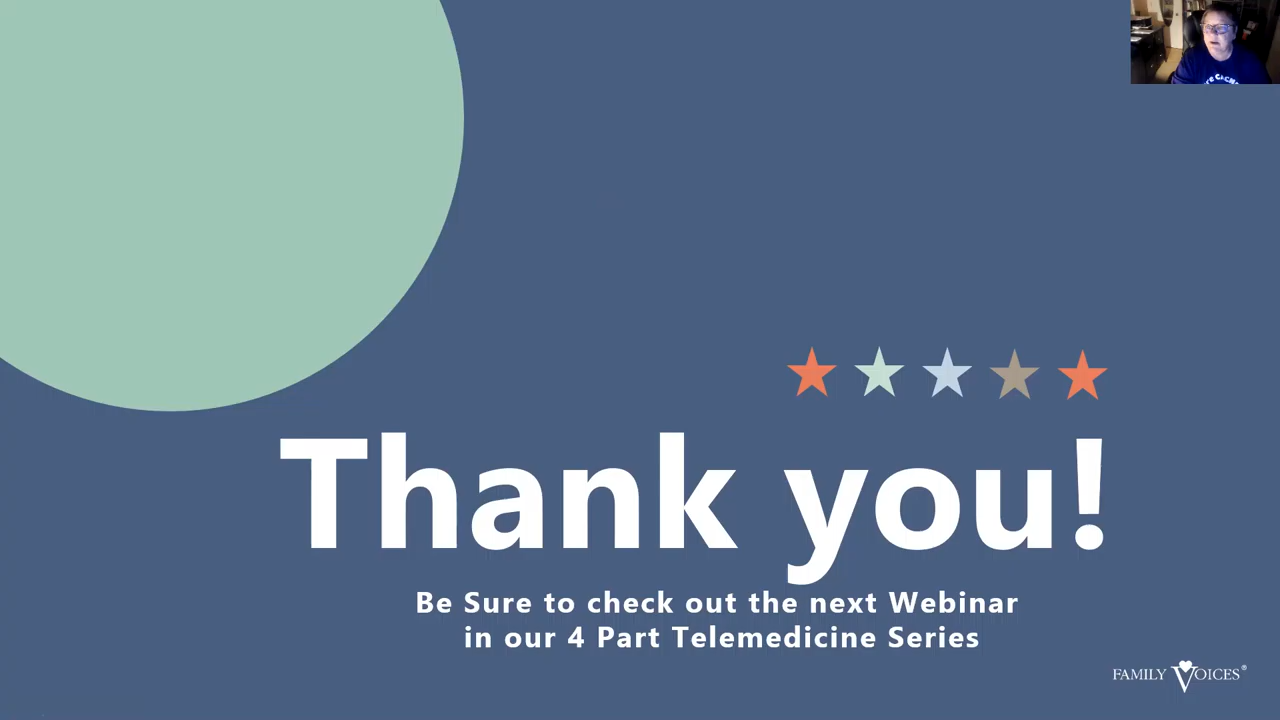 Thank you!
Be Sure to check out the next Webinar
in our 4 Part Telemedicine Series
FAMILY VOICES®